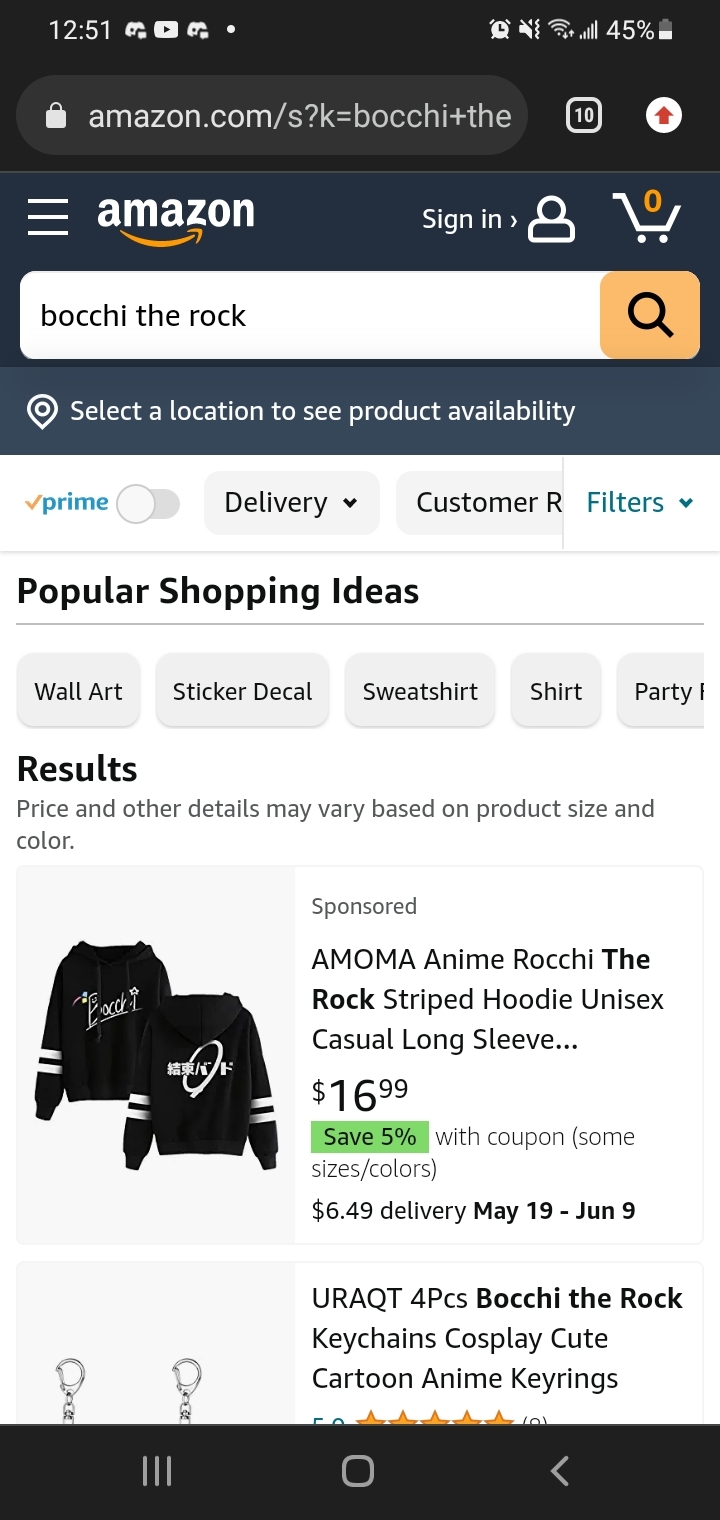 12:51
45%
amazon.com/s?k=bocchi+the
10
amazon
Sign in ›
0
bocchi the rock
Select a location to see product availability
prime
Delivery
Customer R
Filters
Popular Shopping Ideas
Wall Art
Sticker Decal
Sweatshirt
Shirt
Party
Results
Price and other details may vary based on product size and
color.
Sponsored
AMOMA Anime Rocchi The
Rock Striped Hoodie Unisex
Casual Long Sleeve...
Bocchi
結束バンド
$16 99
Save 5% with coupon (some
sizes/colors)
$6.49 delivery May 19 - Jun 9
URAQT 4Pcs Bocchi the Rock
Keychains Cosplay Cute
Cartoon Anime Keyrings